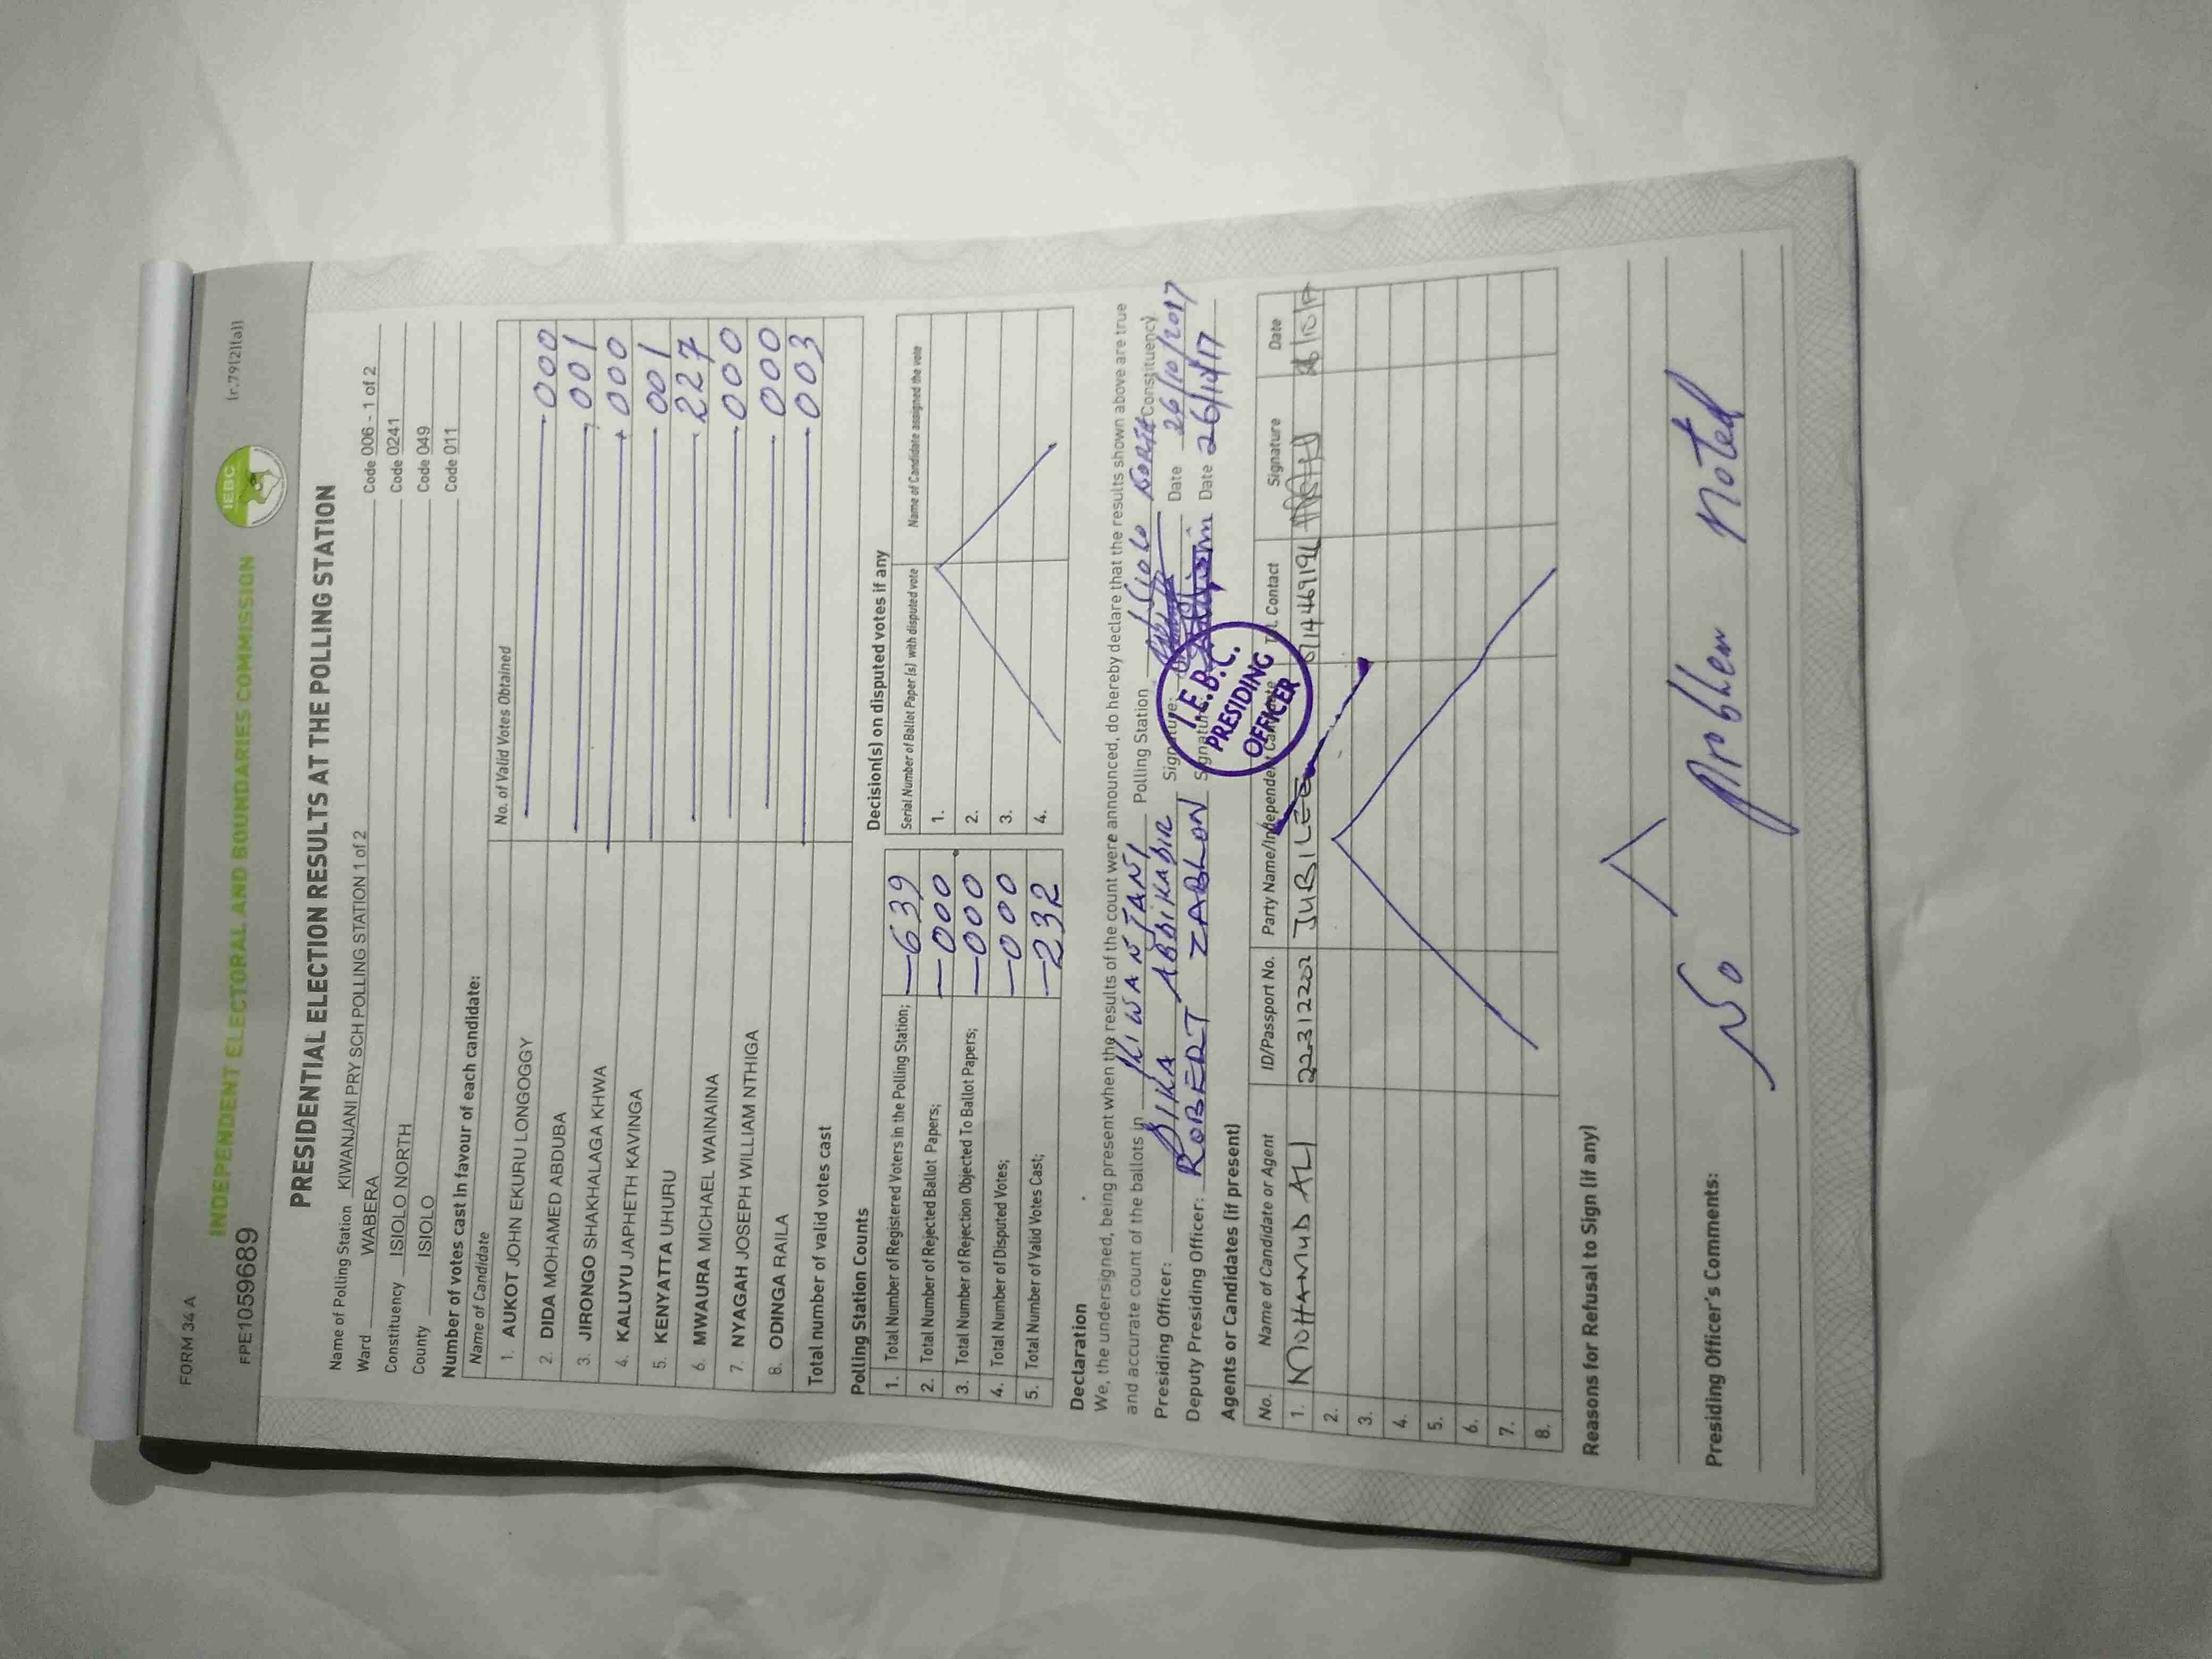 FORM 34 A
(r.79(2)(a))
FPE1059689
INDEPENDENT ELECTORAL AND BOUNDARIES COMMISSION
IEBC
PRESIDENTIAL ELECTION RESULTS AT THE POLLING STATION
Name of Polling Station KIWANJANI PRY SCH POLLING STATION 1 of 2 Code 006 - 1 of 2
Ward WABERA Code 0241
Constituency ISIOLO NORTH Code 049
County ISIOLO Code 011
Number of votes cast in favour of each candidate:
Name of Candidate No. of Valid Votes Obtained
1. AUKOT JOHN EKURU LONGOGGY 000
2. DIDA MOHAMED ABDUBA 001
3. JIRONGO SHAKHALAGA KHWA 000
4. KALUYU JAPHETH KAVINGA 001
5. KENYATTA UHURU 227
6. MWAURA MICHAEL WAINAINA 000
7. NYAGAH JOSEPH WILLIAM NTHIGA 000
8. ODINGA RAILA 003
Total number of valid votes cast
Polling Station Counts
1. Total Number of Registered Voters in the Polling Station; 639
2. Total Number of Rejected Ballot Papers; 000
3. Total Number of Rejection Objected To Ballot Papers; 000
4. Total Number of Disputed Votes; 000
5. Total Number of Valid Votes Cast; 232
Decision(s) on disputed votes if any
Serial Number of Ballot Paper (s) with disputed vote Name of Candidate assigned the vote
1.
2.
3.
4.
Declaration
We, the undersigned, being present when the results of the count were announced, do hereby declare that the results shown above are true
and accurate count of the ballots in KIWANJANI Polling Station Isiolo North Constituency
Presiding Officer: DIKA ABDIKADIR Signature: Date 26/10/2017
Deputy Presiding Officer: ROBERT ZABLON Signature: Date 26/10/17
I.E.B.C.
PRESIDING
OFFICER
Agents or Candidates (if present)
No. Name of Candidate or Agent ID/Passport No. Party Name/Independent Candidate Tel. Contact Signature Date
1. MOHAMUD ALI 22312202 JUBILEE 26/10/17
2.
3.
4.
5.
6.
7.
8.
Reasons for Refusal to Sign (if any)
Presiding Officer's Comments:
No Problem Noted